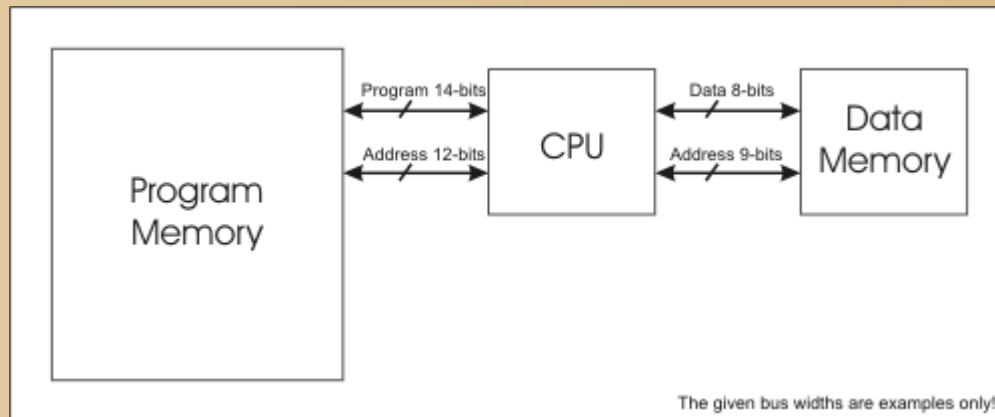 Program 14-bits
Data 8-bits
Address 12-bits
Address 9-bits
Program
Memory
CPU
Data
Memory
The given bus widths are examples only!